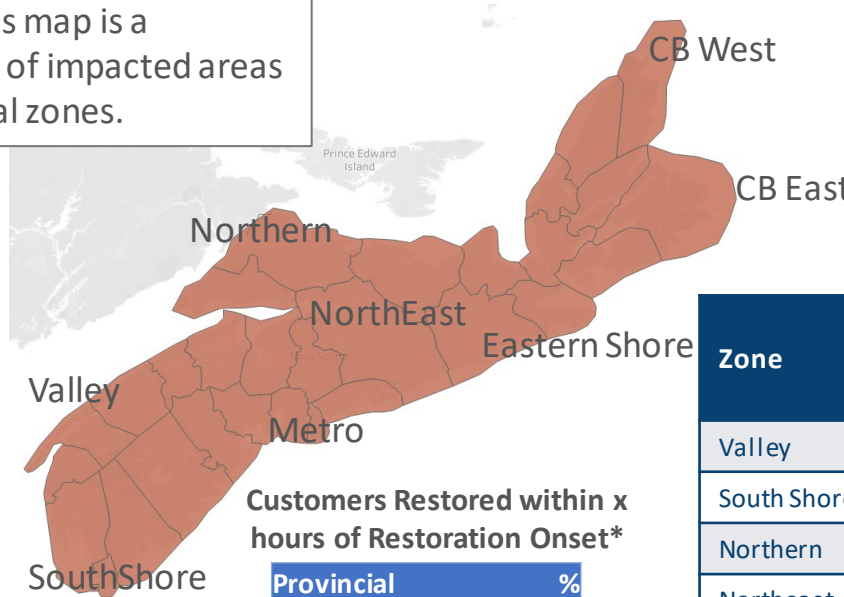 s map is a
of impacted areas
al zones.
CB West
Prince Edward
Island
CB East
Northern
NorthEast
Eastern Shore
Zone
Valley
Valley
Metro
Customers Restored within x
hours of Restoration Onset*
South Shore
Northern
SouthShore
Provincial %
Northeast